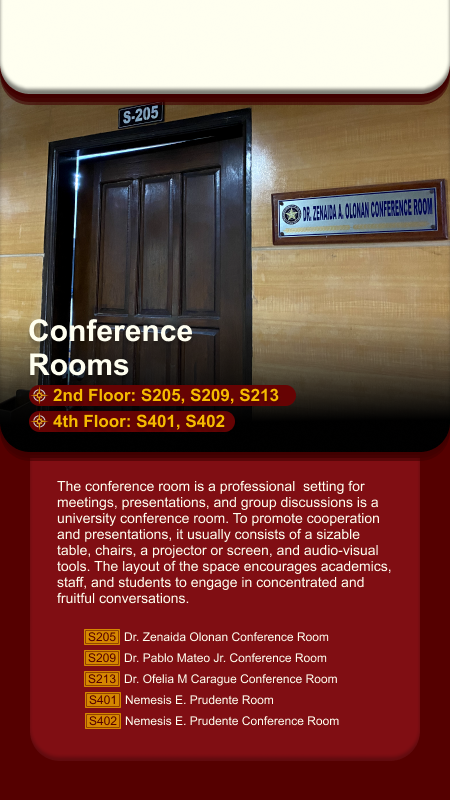 S-205
DR. ZENAIDA A. OLONAN CONFERENCE ROOM
Conference
Rooms
2nd Floor: S205, S209, S213
4th Floor: S401, S402
The conference room is a professional  setting for
meetings, presentations, and group discussions is a
university conference room. To promote cooperation
and presentations, it usually consists of a sizable
table, chairs, a projector or screen, and audio-visual
tools. The layout of the space encourages academics,
staff, and students to engage in concentrated and
fruitful conversations.
S205 Dr. Zenaida Olonan Conference Room
S209 Dr. Pablo Mateo Jr. Conference Room
S213 Dr. Ofelia M Carague Conference Room
S401 Nemesis E. Prudente Room
S402 Nemesis E. Prudente Conference Room